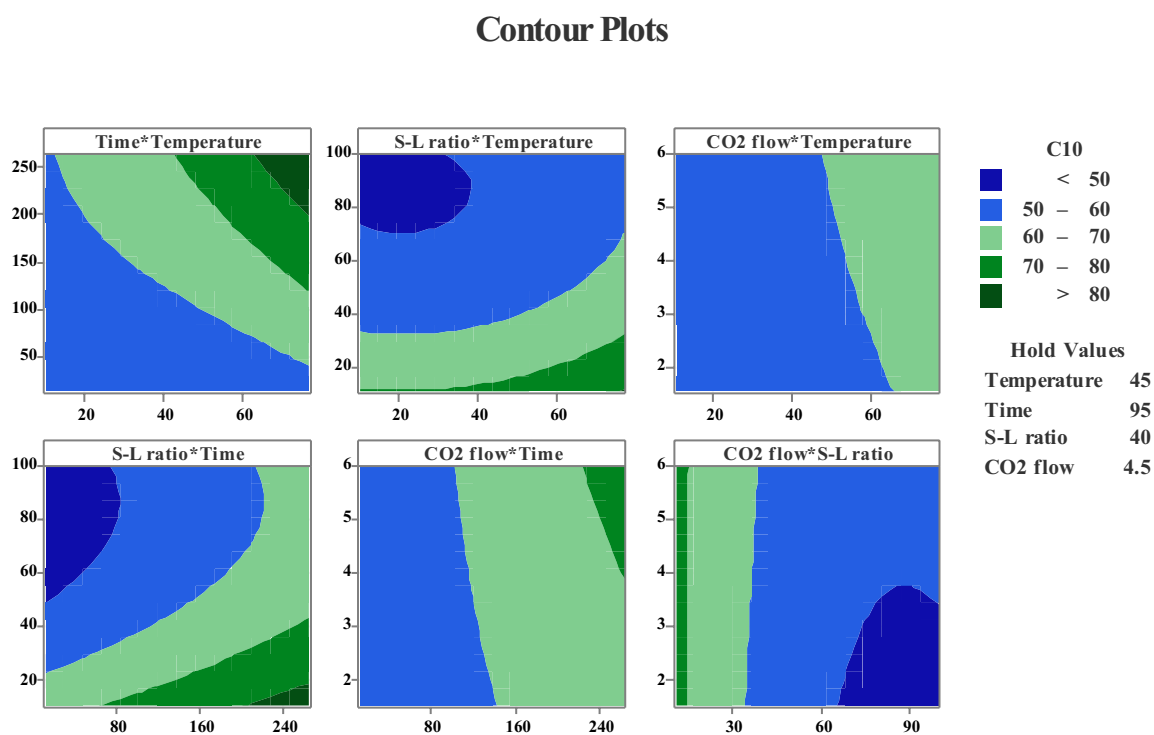 Contour Plots
Time*Temperature
250
200
150
100
50
20 40 60
S-L ratio*Temperature
100
80
60
40
20
20 40 60
CO2 flow*Temperature
6
5
4
3
2
20 40 60
S-L ratio*Time
100
80
60
40
20
80 160 240
CO2 flow*Time
6
5
4
3
2
80 160 240
CO2 flow*S-L ratio
6
5
4
3
2
30 60 90
C10
< 50
50 – 60
60 – 70
70 – 80
> 80
Hold Values
Temperature 45
Time 95
S-L ratio 40
CO2 flow 4.5